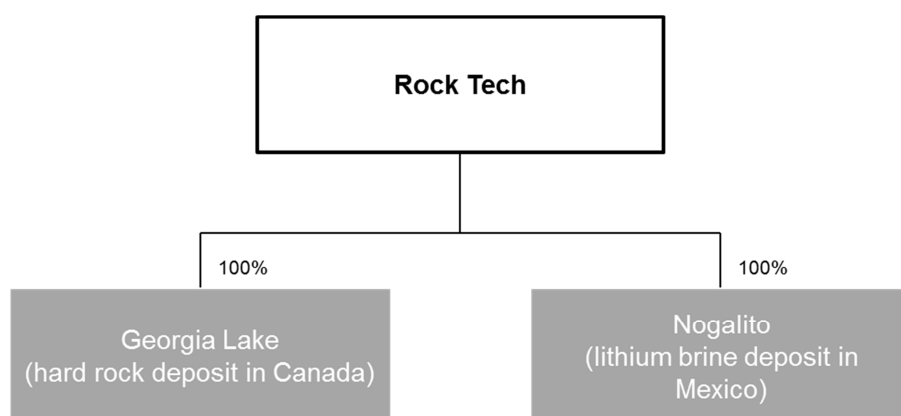 Rock Tech
100%
100%
Georgia Lake
(hard rock deposit in Canada)
Nogalito
(lithium brine deposit in
Mexico)